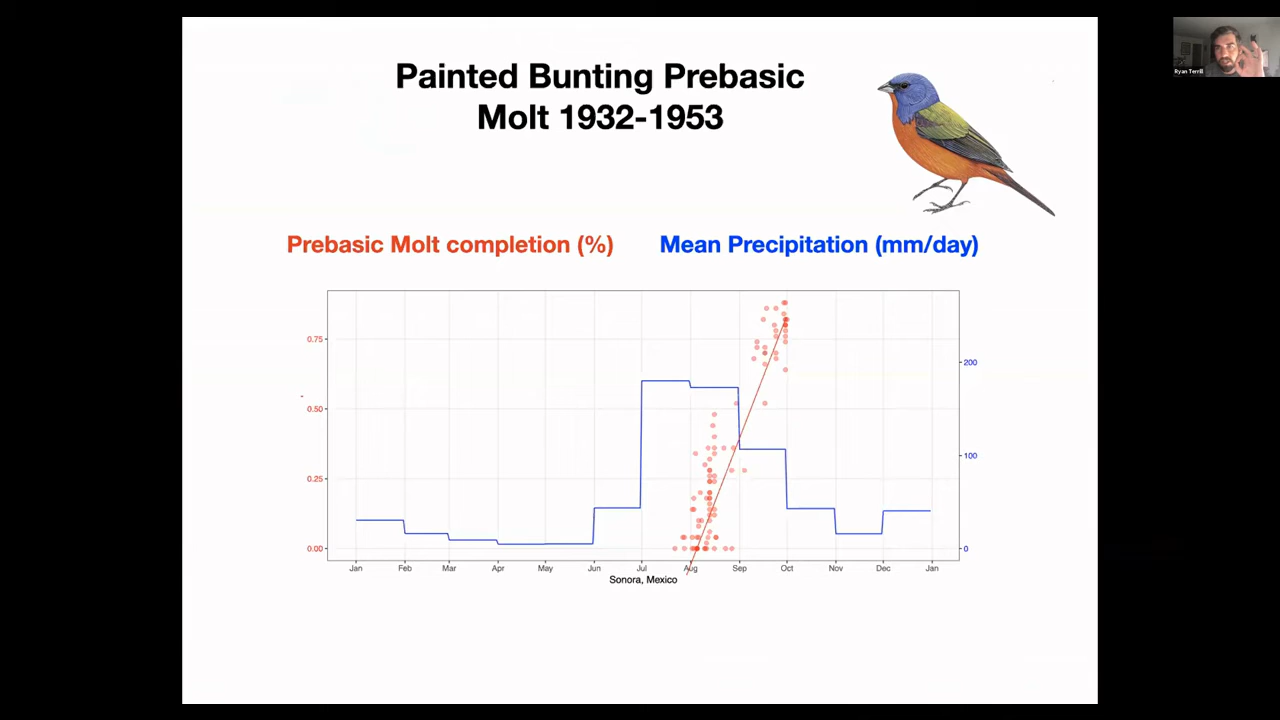 Painted Bunting Prebasic
Molt 1932-1953
Ryan Terrill
Prebasic Molt completion (%)
Mean Precipitation (mm/day)
0.75
0.50
0.25
0.00
200
100
0
Jan Feb Mar Apr May Jun Jul Aug Sep Oct Nov Dec Jan
Sonora, Mexico